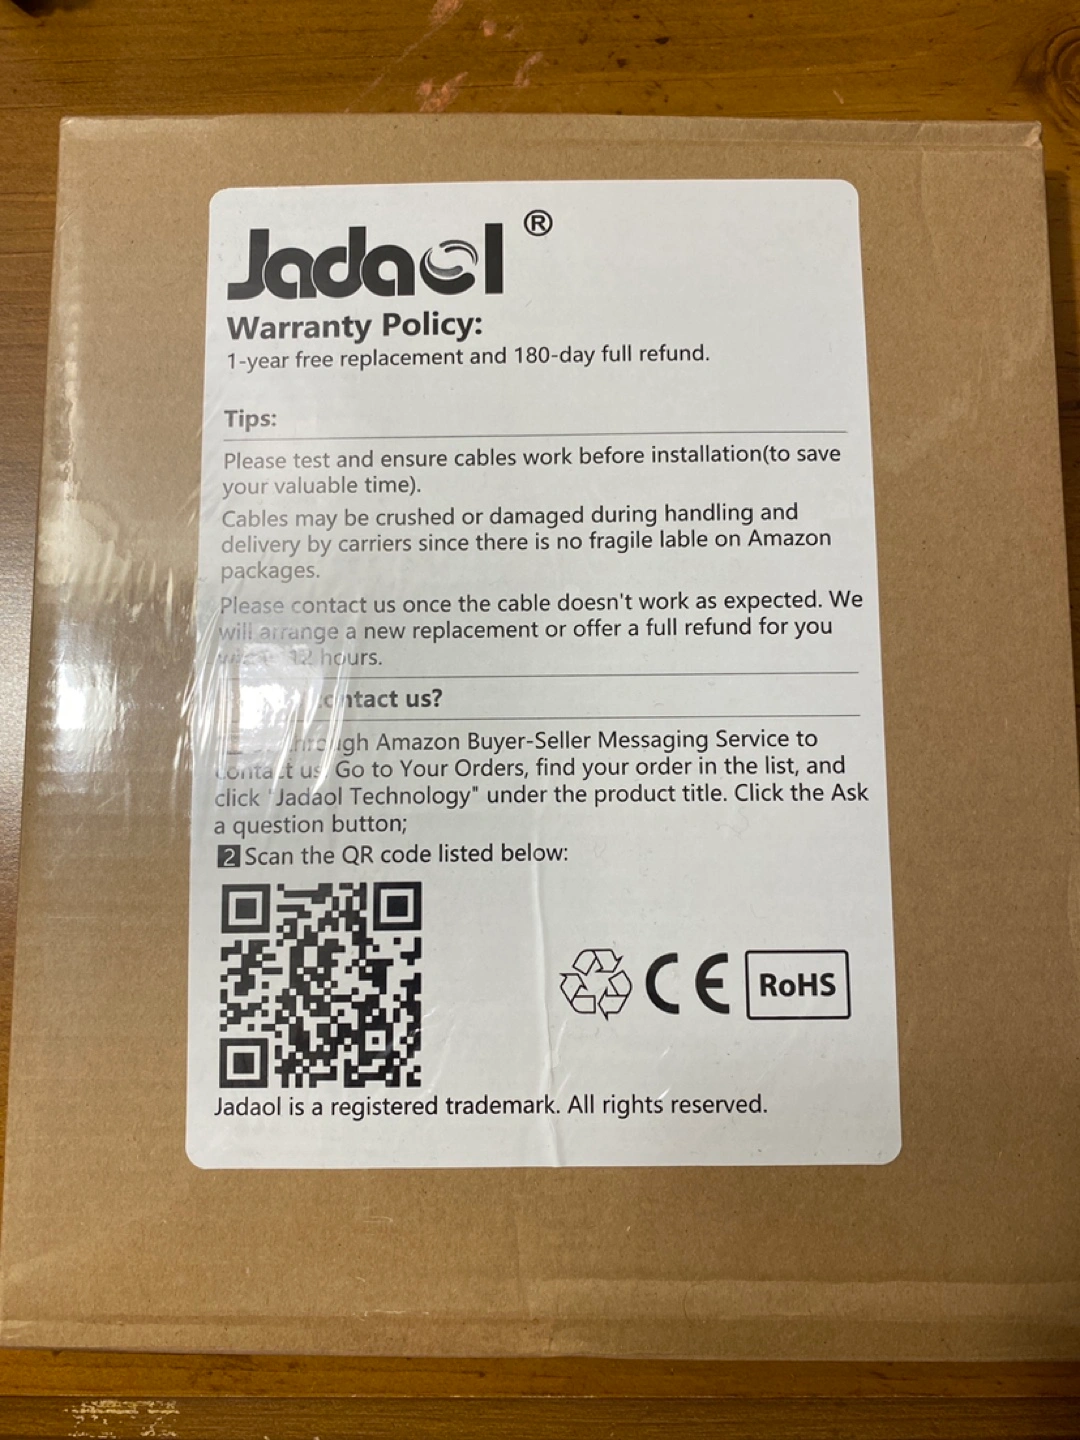 Jadaol ®
Warranty Policy:
1-year free replacement and 180-day full refund.
Tips:
Please test and ensure cables work before installation(to save
your valuable time).
Cables may be crushed or damaged during handling and
delivery by carriers since there is no fragile lable on Amazon
packages.
Please contact us once the cable doesn't work as expected. We
will arrange a new replacement or offer a full refund for you
12 hours.
contact us?
through Amazon Buyer-Seller Messaging Service to
contact us. Go to Your Orders, find your order in the list, and
click "Jadaol Technology" under the product title. Click the Ask
a question button;
2 Scan the QR code listed below:
CE
RoHS
Jadaol is a registered trademark. All rights reserved.